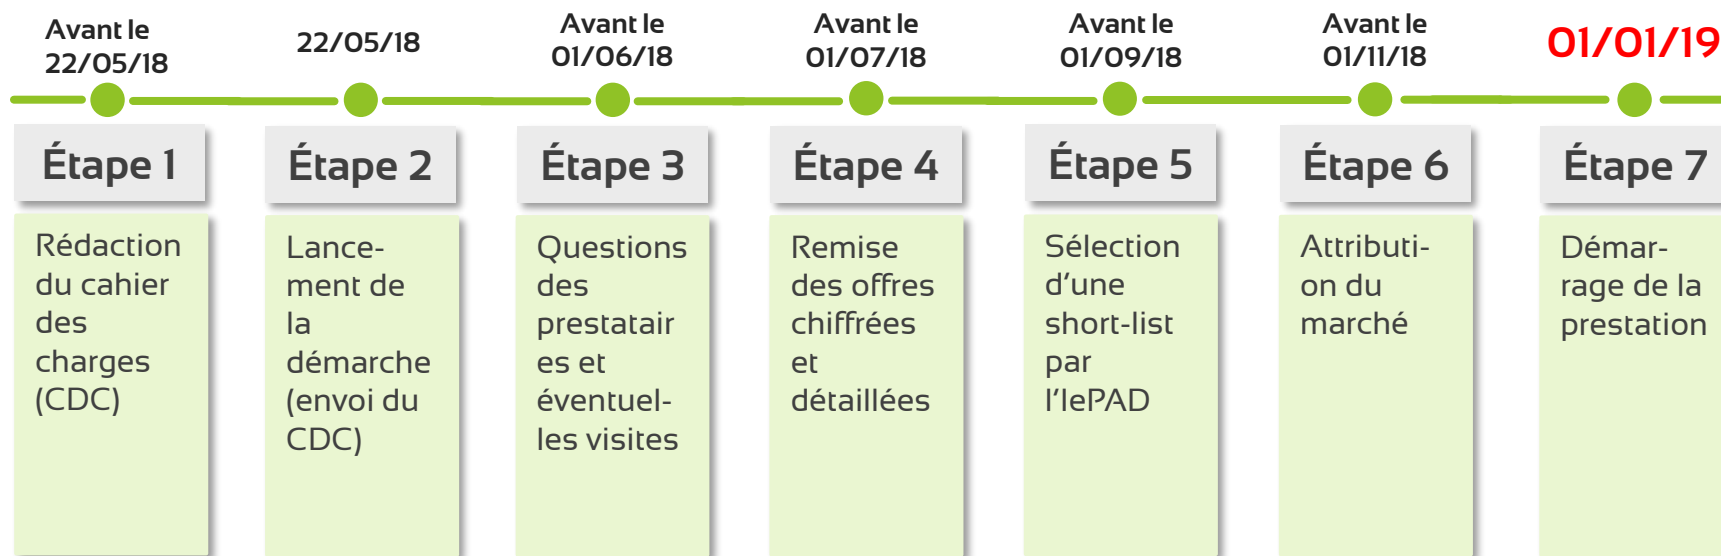 Avant le
22/05/18
22/05/18
Avant le
01/06/18
Avant le
01/07/18
Avant le
01/09/18
Avant le
01/11/18
01/01/19
Étape 1
Étape 2
Étape 3
Étape 4
Étape 5
Étape 6
Étape 7
Rédaction
du cahier
des
charges
(CDC)
Lance-
ment de
la
démarche
(envoi du
CDC)
Questions
des
prestatair
es et
éventuel-
les visites
Remise
des offres
chiffrées
et
détaillées
Sélection
d’une
short-list
par
l’IePAD
Attributi-
on du
marché
Démar-
rage de la
prestation